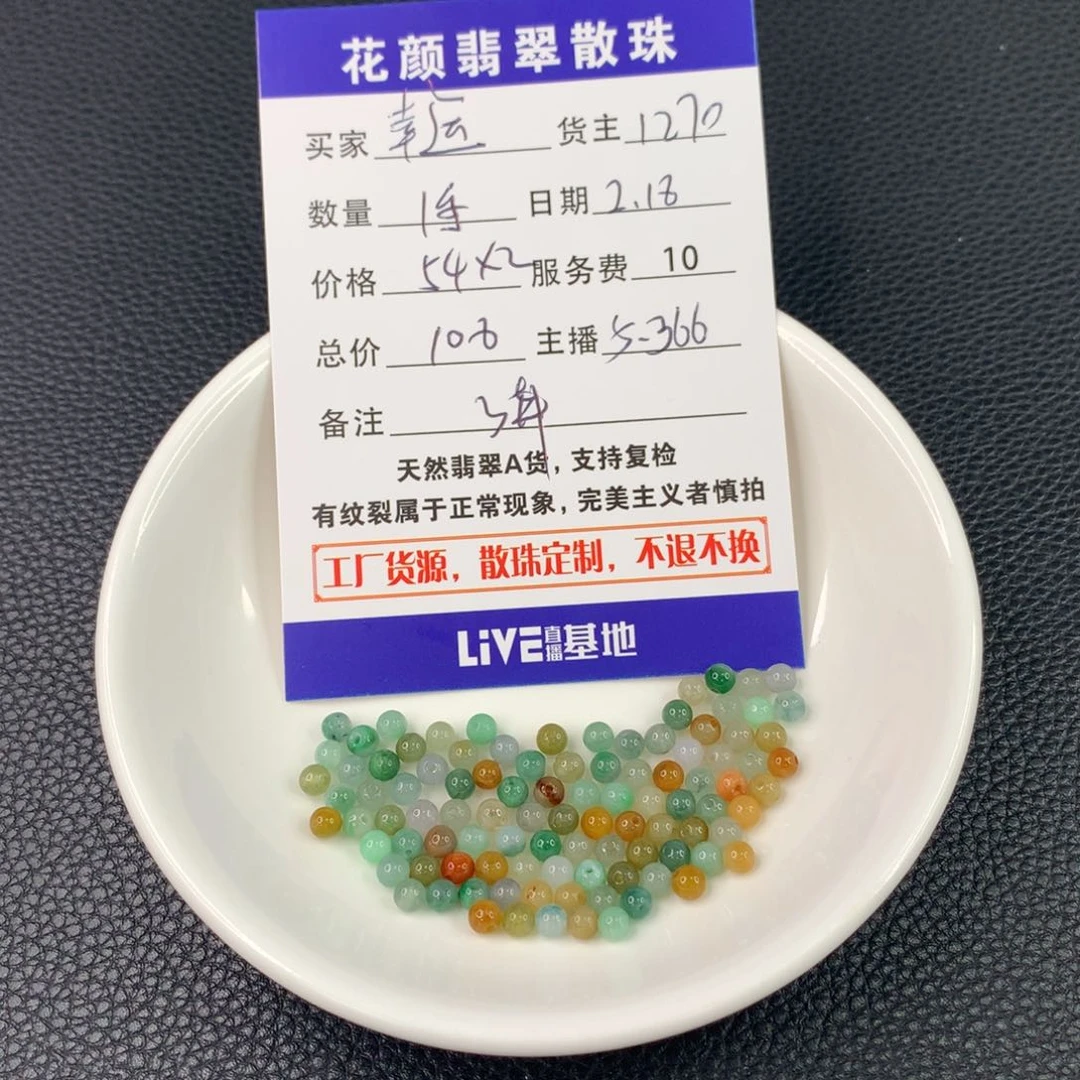 花颜翡翠散珠
买家 幸运 货主 1270
数量 1手 日期 2.18
价格 54×2 服务费 10
总价 108 主播 5-366
备注
天然翡翠A货，支持复检
有纹裂属于正常现象，完美主义者慎拍
工厂货源，散珠定制，不退不换
LiVE直播基地